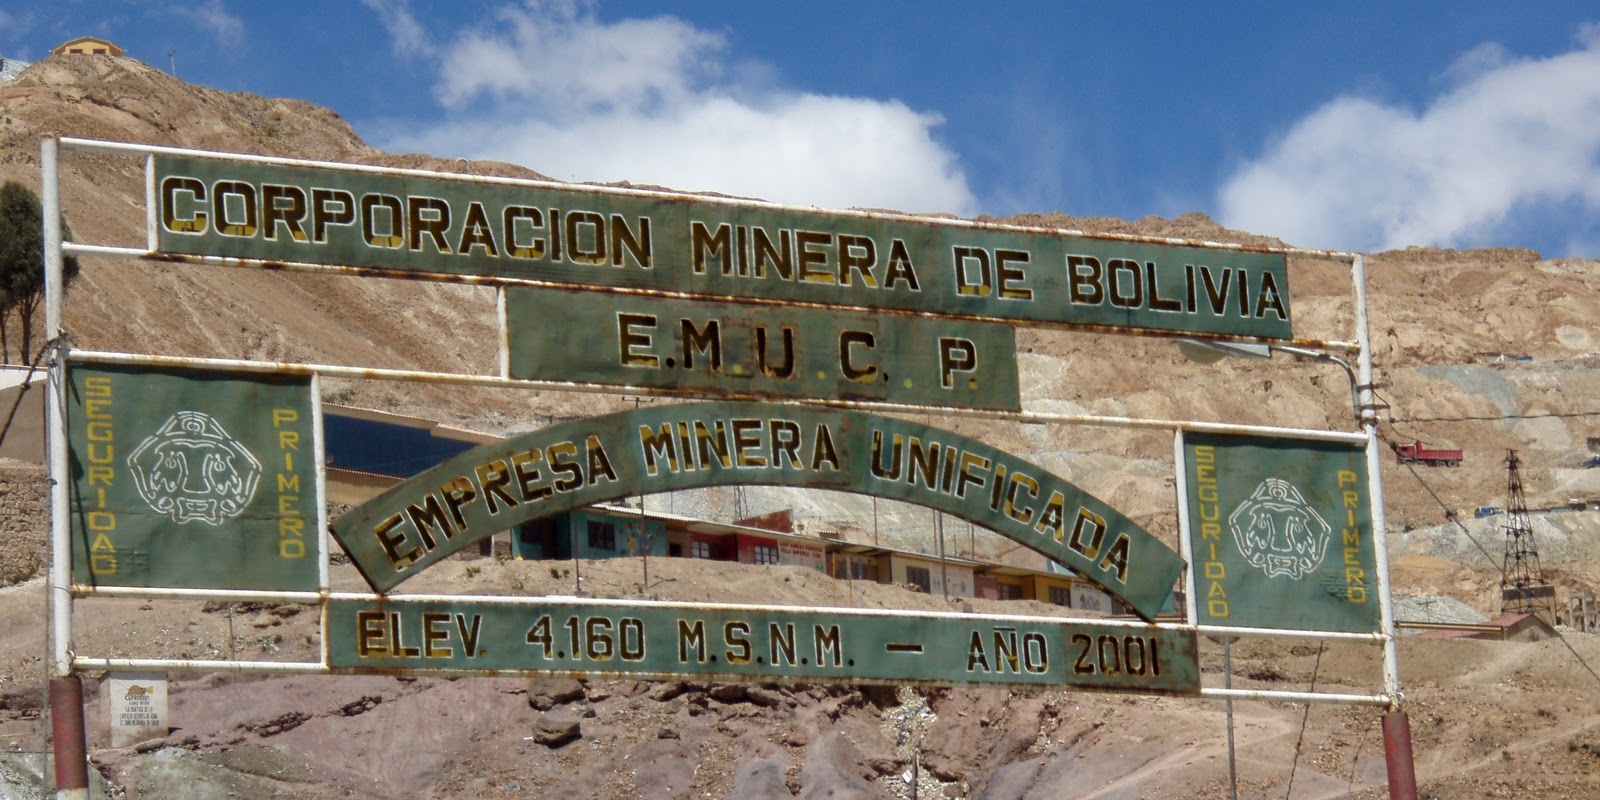 CORPORACION MINERA DE BOLIVIA
E.M.U.C.P.
EMPRESA MINERA UNIFICADA
SEGURIDAD
PRIMERO
SEGURIDAD
PRIMERO
ELEV. 4.160 M.S.N.M. — AÑO 2001